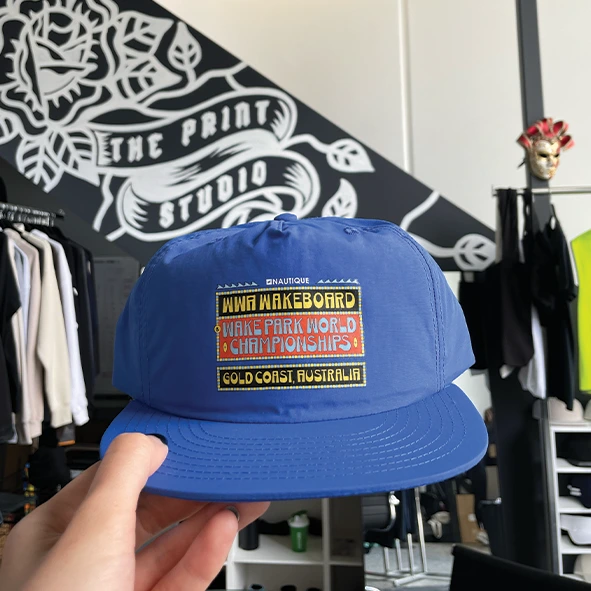 THE PRINT
STUDIO
NAUTIQUE
WWA WAKEBOARD
WAKE PARK WORLD
CHAMPIONSHIPS
GOLD COAST, AUSTRALIA